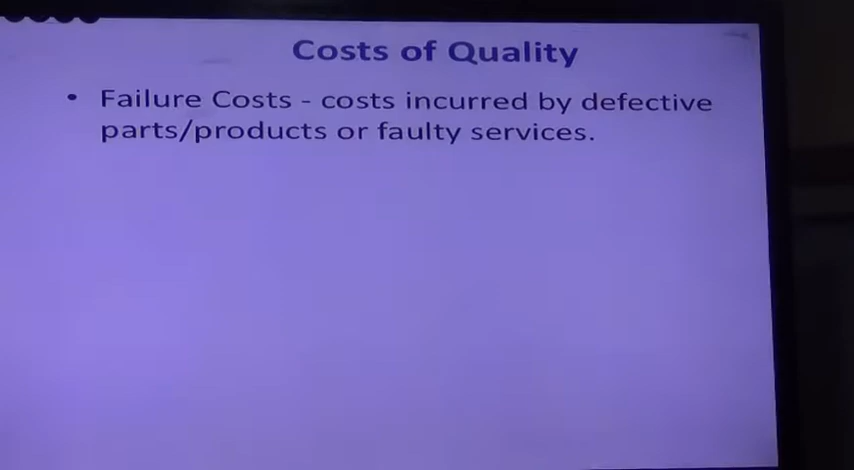 Costs of Quality
• Failure Costs - costs incurred by defective
parts/products or faulty services.